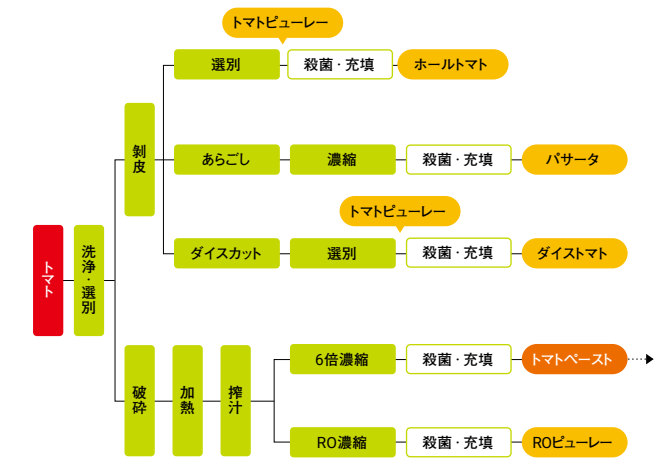 トマトピューレー
選別
殺菌・充填
ホールトマト
剝皮
あらごし
濃縮
殺菌・充填
パサータ
トマトピューレー
トマト
洗浄・選別
ダイスカット
選別
殺菌・充填
ダイストマト
破砕
加熱
搾汁
6倍濃縮
殺菌・充填
トマトペースト
RO濃縮
殺菌・充填
ROピューレー